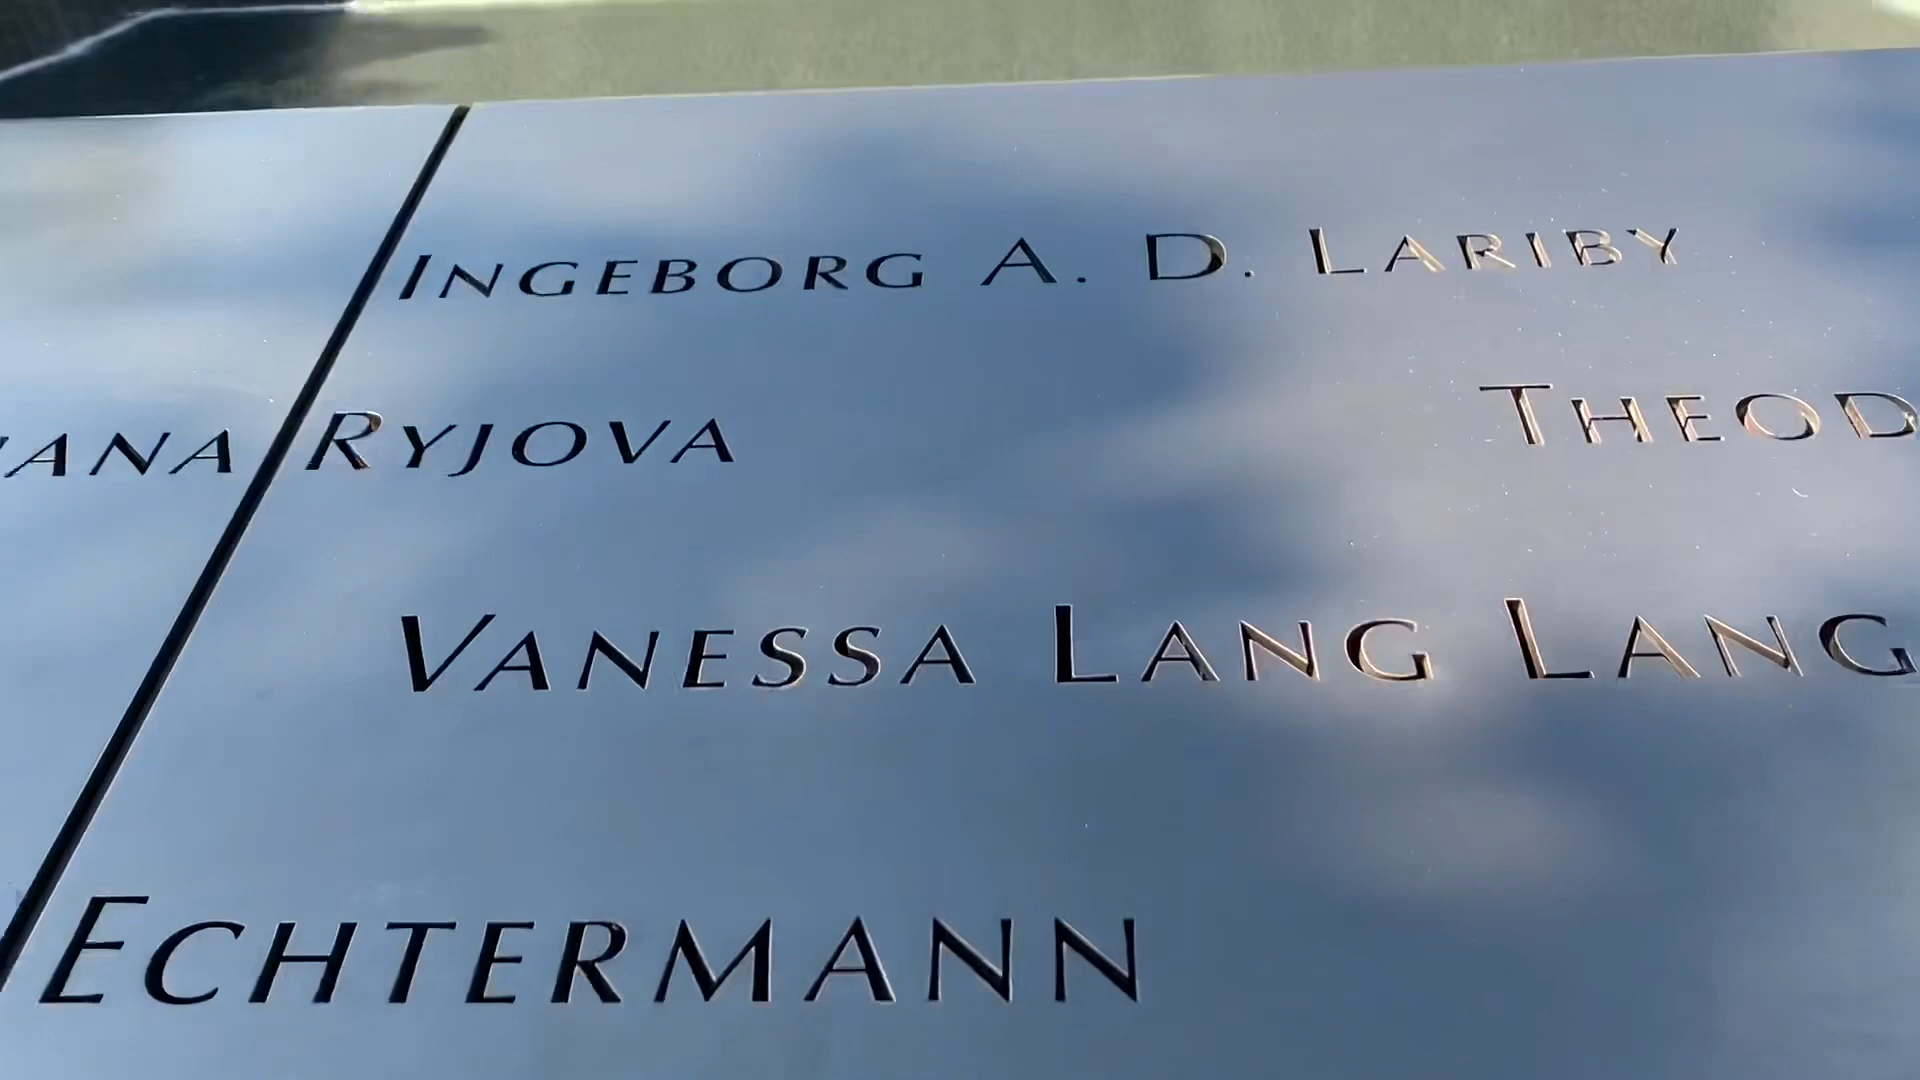 INGEBORG A. D. LARIBY
RYJOVA
VANESSA LANG LANG
ECHTERMANN